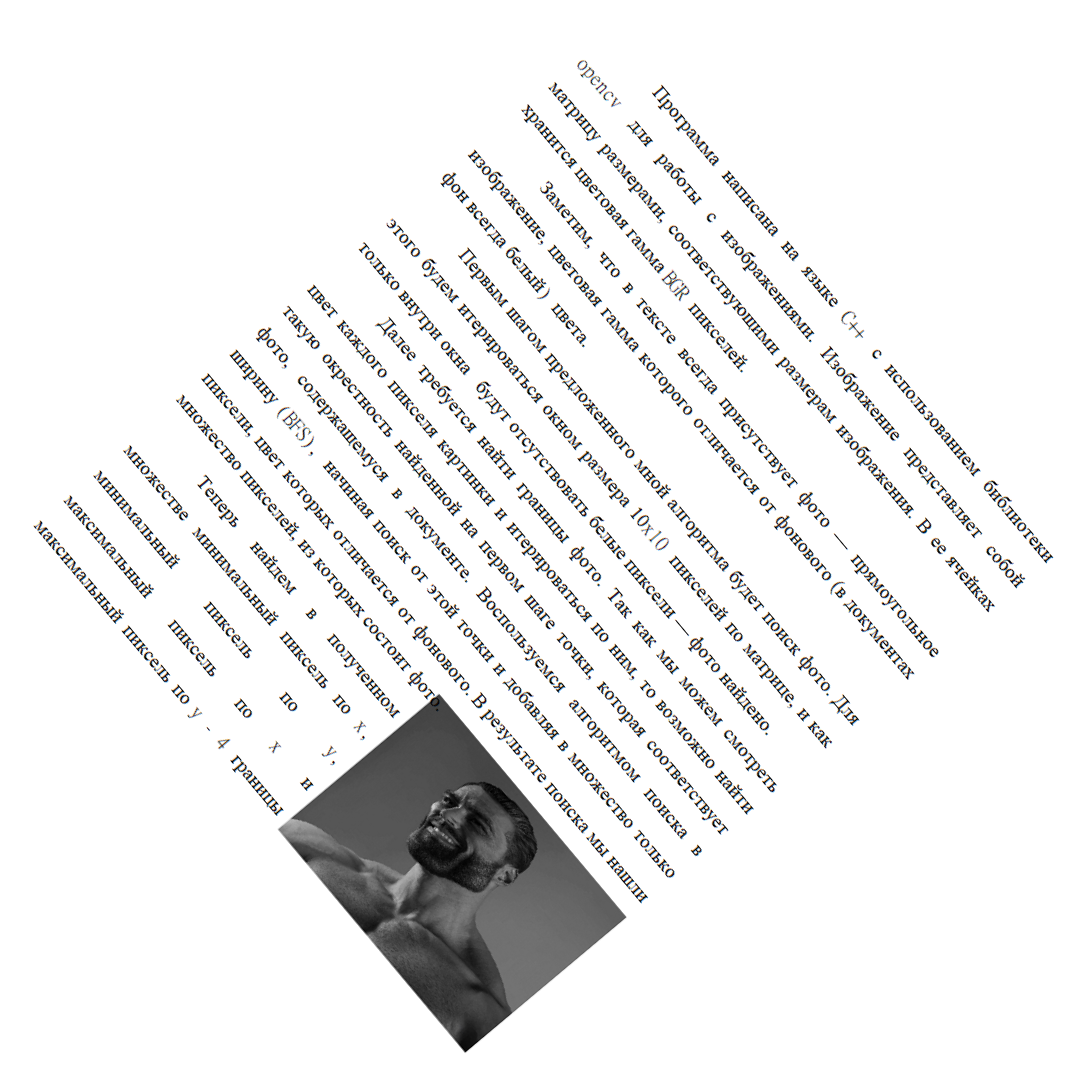 Программа написана на языке C++ с использованием библиотеки
opencv для работы с изображениями. Изображение представляет собой
матрицу размерами, соответствующими размерам изображения. В ее ячейках
хранится цветовая гамма BGR пикселей.
Заметим, что в тексте всегда присутствует фото — прямоугольное
изображение, цветовая гамма которого отличается от фонового (в документах
фон всегда белый) цвета.
Первым шагом предложенного мной алгоритма будет поиск фото. Для
этого будем итерироваться окном размера 10x10 пикселей по матрице, и как
только внутри окна будут отсутствовать белые пиксели — фото найдено.
Далее требуется найти границы фото. Так как мы можем смотреть
цвет каждого пикселя картинки и итерироваться по ним, то возможно найти
такую окрестность найденной на первом шаге точки, которая соответствует
фото, содержащемуся в документе. Воспользуемся алгоритмом поиска в
ширину (BFS), начиная поиск от этой точки и добавляя в множество только
пиксели, цвет которых отличается от фонового. В результате поиска мы нашли
множество пикселей, из которых состоит фото.
Теперь найдем в полученном
множестве минимальный пиксель по x,
минимальный пиксель по y,
максимальный пиксель по x и
максимальный пиксель по y - 4 границы